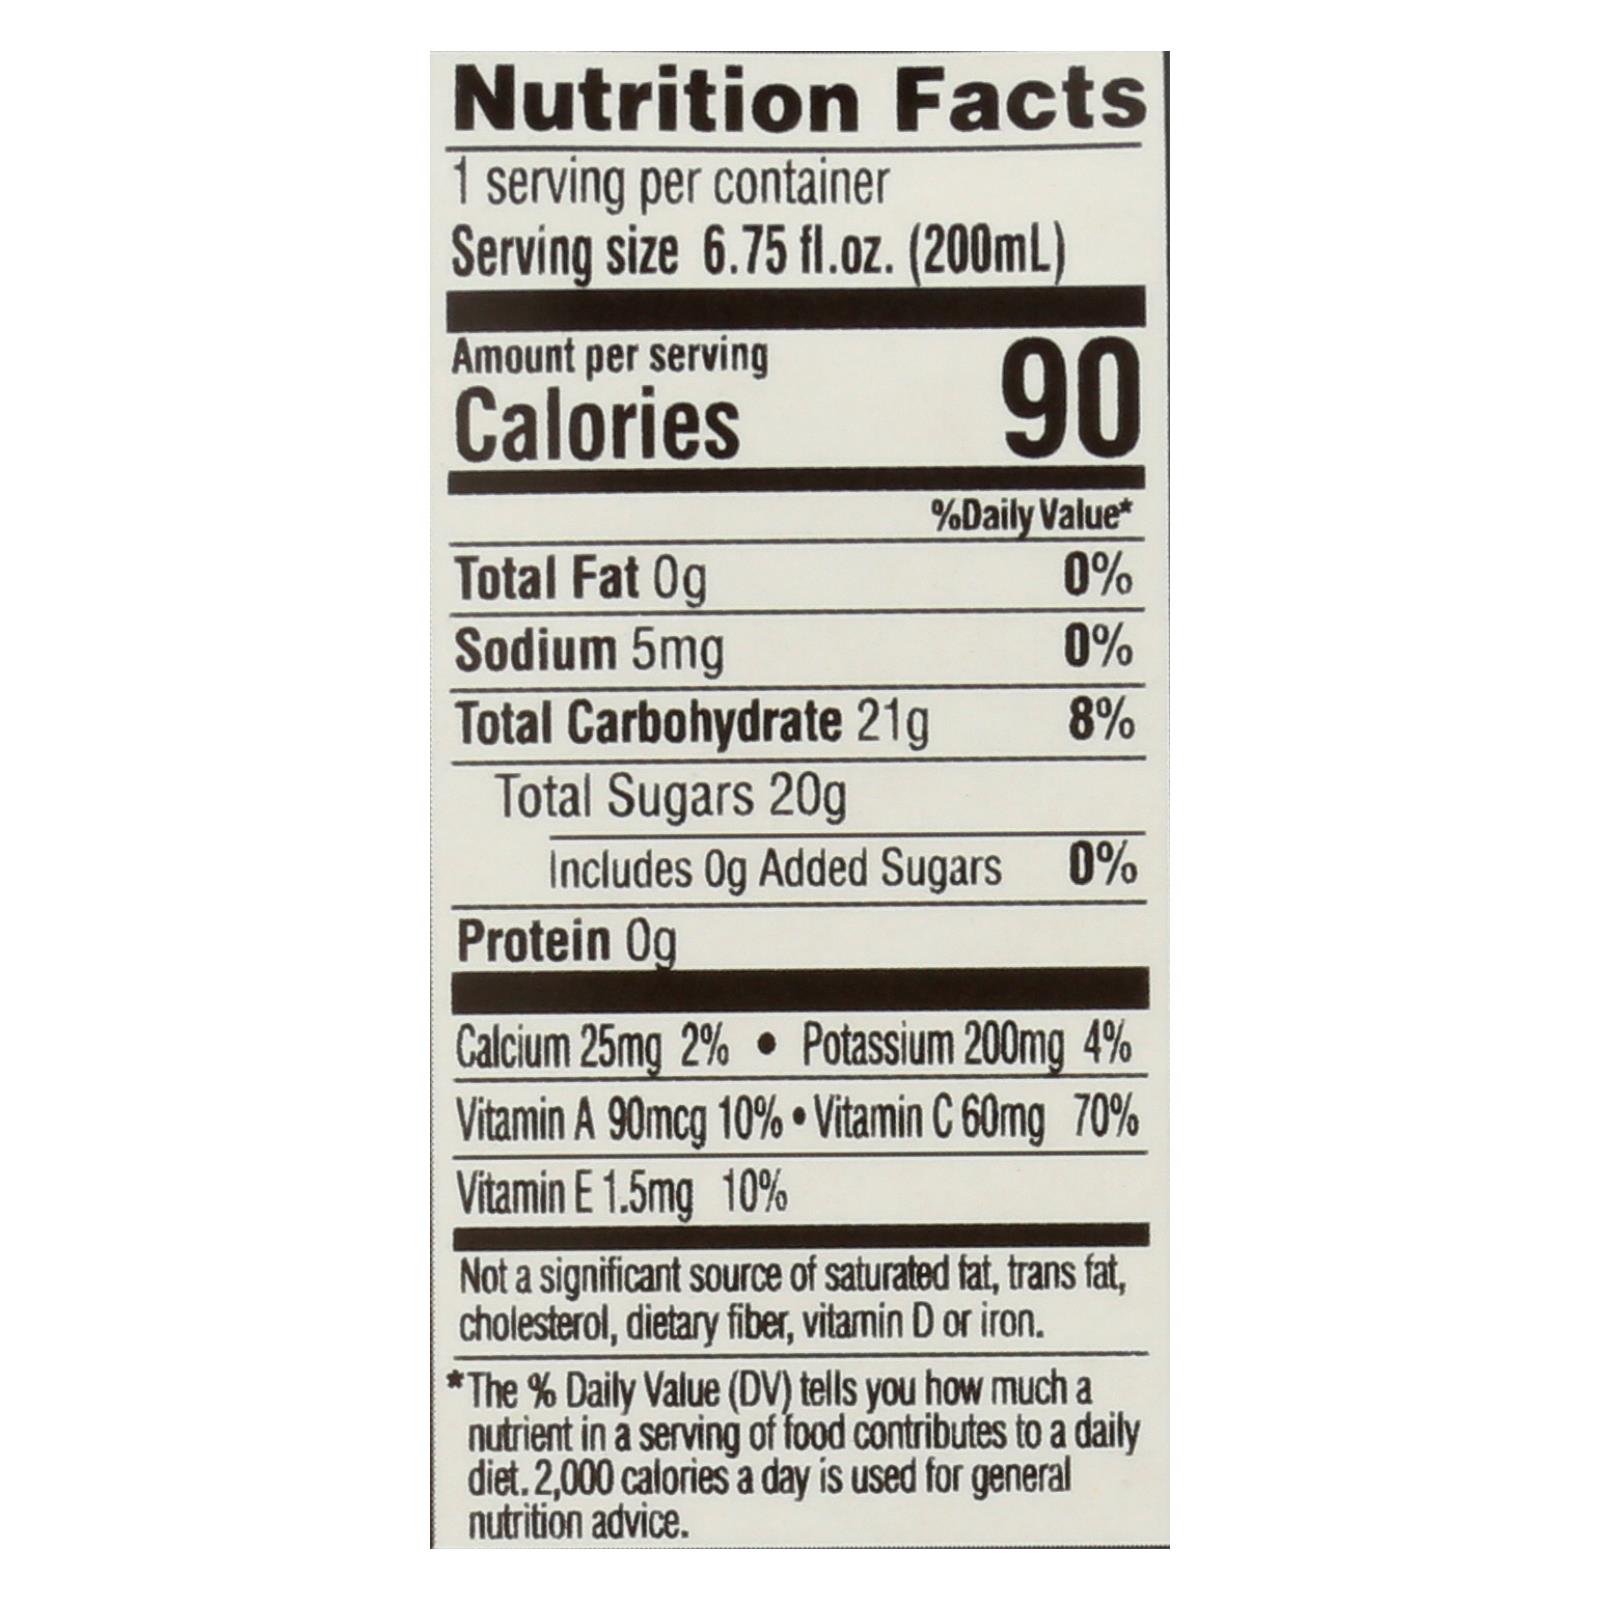 Nutrition Facts
1 serving per container
Serving size 6.75 fl.oz. (200mL)
Amount per serving
Calories 90
%Daily Value*
Total Fat 0g 0%
Sodium 5mg 0%
Total Carbohydrate 21g 8%
Total Sugars 20g
Includes 0g Added Sugars 0%
Protein 0g
Calcium 25mg 2% • Potassium 200mg 4%
Vitamin A 90mcg 10% • Vitamin C 60mg 70%
Vitamin E 1.5mg 10%
Not a significant source of saturated fat, trans fat,
cholesterol, dietary fiber, vitamin D or iron.
*The % Daily Value (DV) tells you how much a
nutrient in a serving of food contributes to a daily
diet. 2,000 calories a day is used for general
nutrition advice.